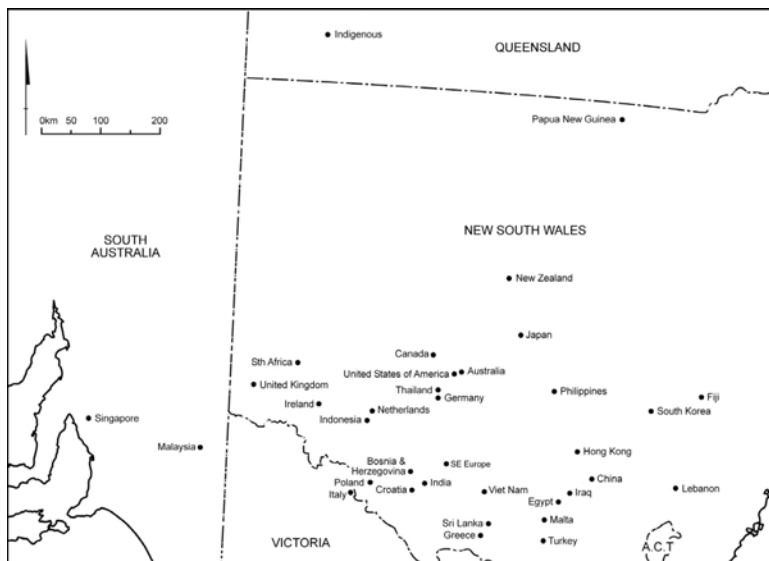 Indigenous
QUEENSLAND
0km 50 100 200
Papua New Guinea
SOUTH
AUSTRALIA
NEW SOUTH WALES
New Zealand
Japan
Canada
Sth Africa
United States of America
Australia
United Kingdom
Thailand
Germany
Philippines
Fiji
Ireland
Netherlands
Indonesia
South Korea
Singapore
Malaysia
Hong Kong
Bosnia &
Herzegovina
SE Europe
Poland
Italy
Croatia
India
Viet Nam
China
Iraq
Egypt
Lebanon
Sri Lanka
Greece
Malta
Turkey
VICTORIA
A.C.T